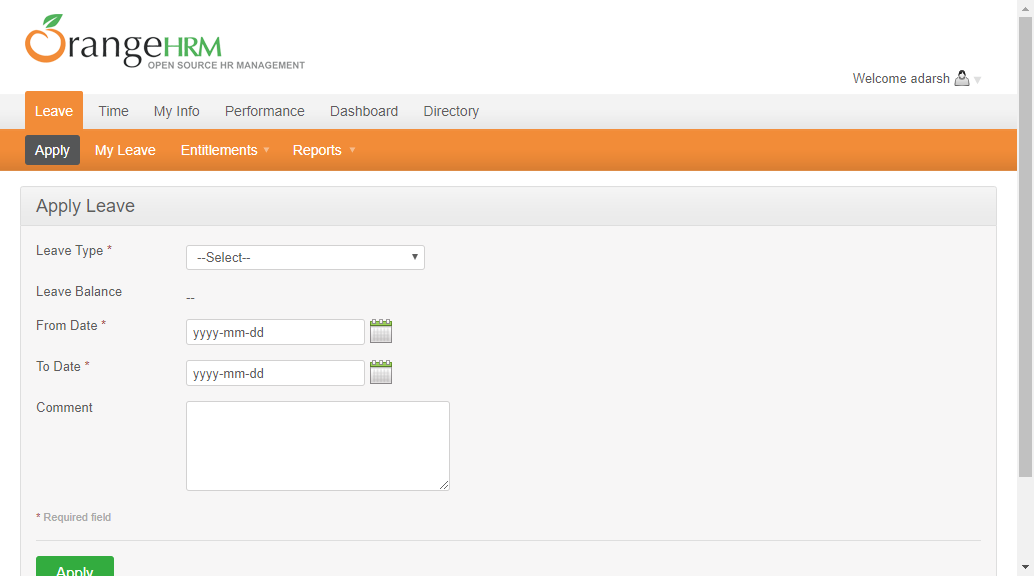 OrangeHRM
OPEN SOURCE HR MANAGEMENT
Welcome adarsh
Leave Time My Info Performance Dashboard Directory
Apply My Leave Entitlements Reports
Apply Leave
Leave Type * --Select--
Leave Balance --
From Date * yyyy-mm-dd
To Date * yyyy-mm-dd
Comment
* Required field
Apply